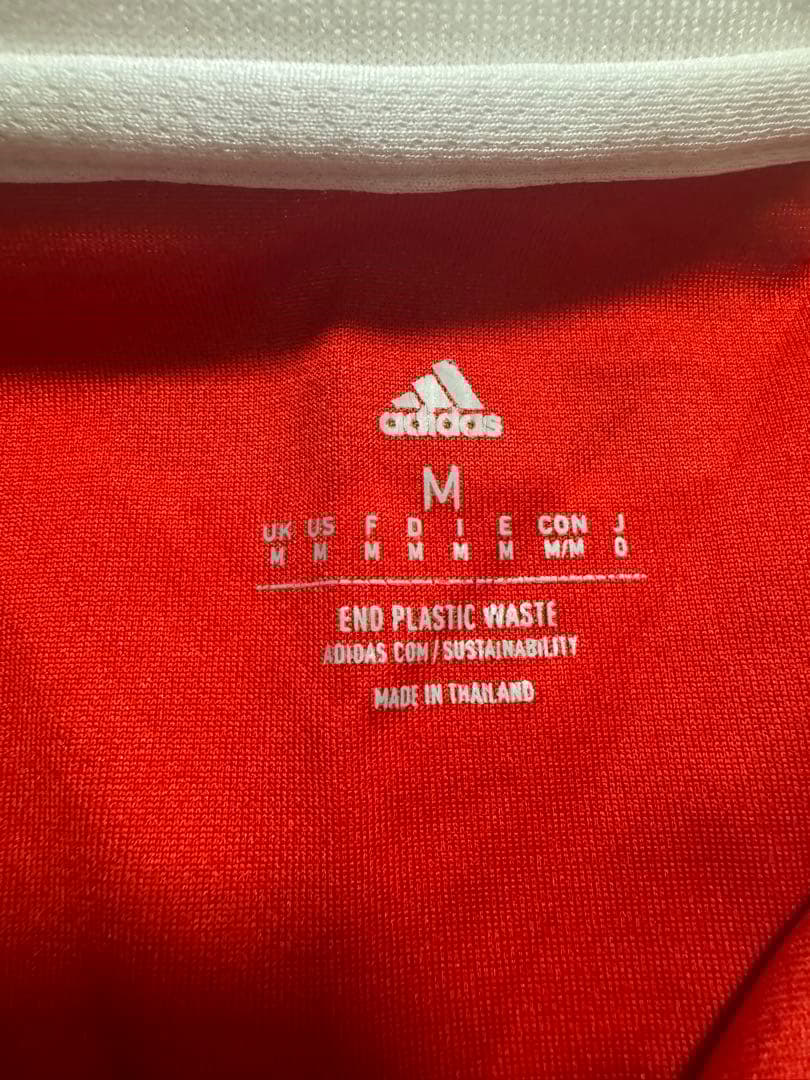 adidas
M
UK US F D I E CON J
M M M M M M M/M O
END PLASTIC WASTE
ADIDAS.COM/SUSTAINABILITY
MADE IN THAILAND